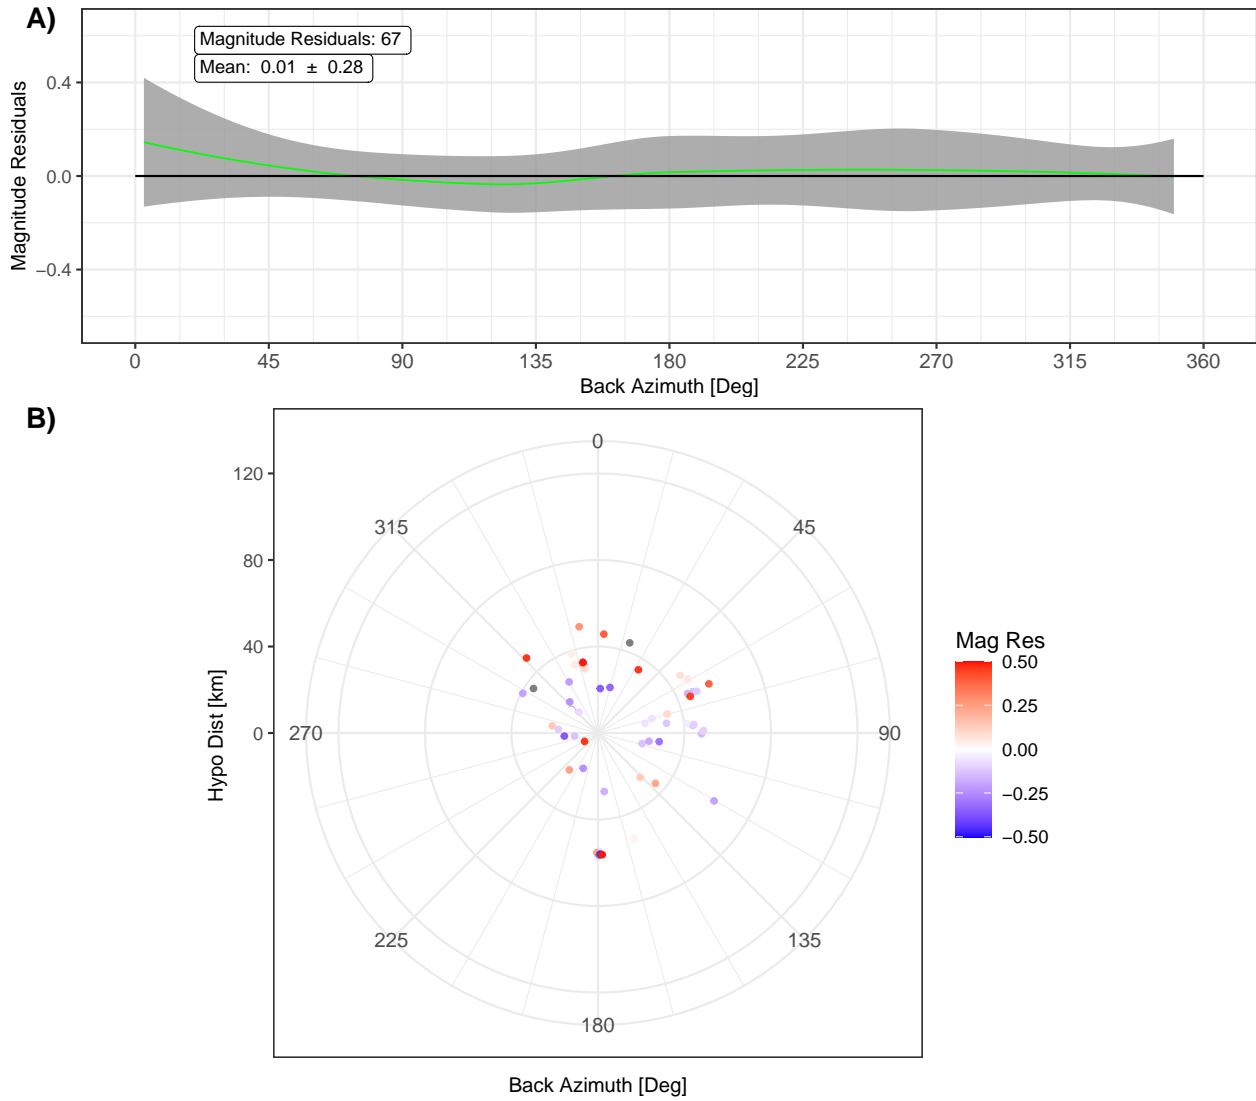 A)
Magnitude Residuals: 67
Mean:  0.01  ±  0.28
Magnitude Residuals
0.4
0.0
−0.4
0 45 90 135 180 225 270 315 360
Back Azimuth [Deg]
B)
Hypo Dist [km]
120
80
40
0
0
45
90
135
180
225
270
315
Back Azimuth [Deg]
Mag Res
0.50
0.25
0.00
−0.25
−0.50